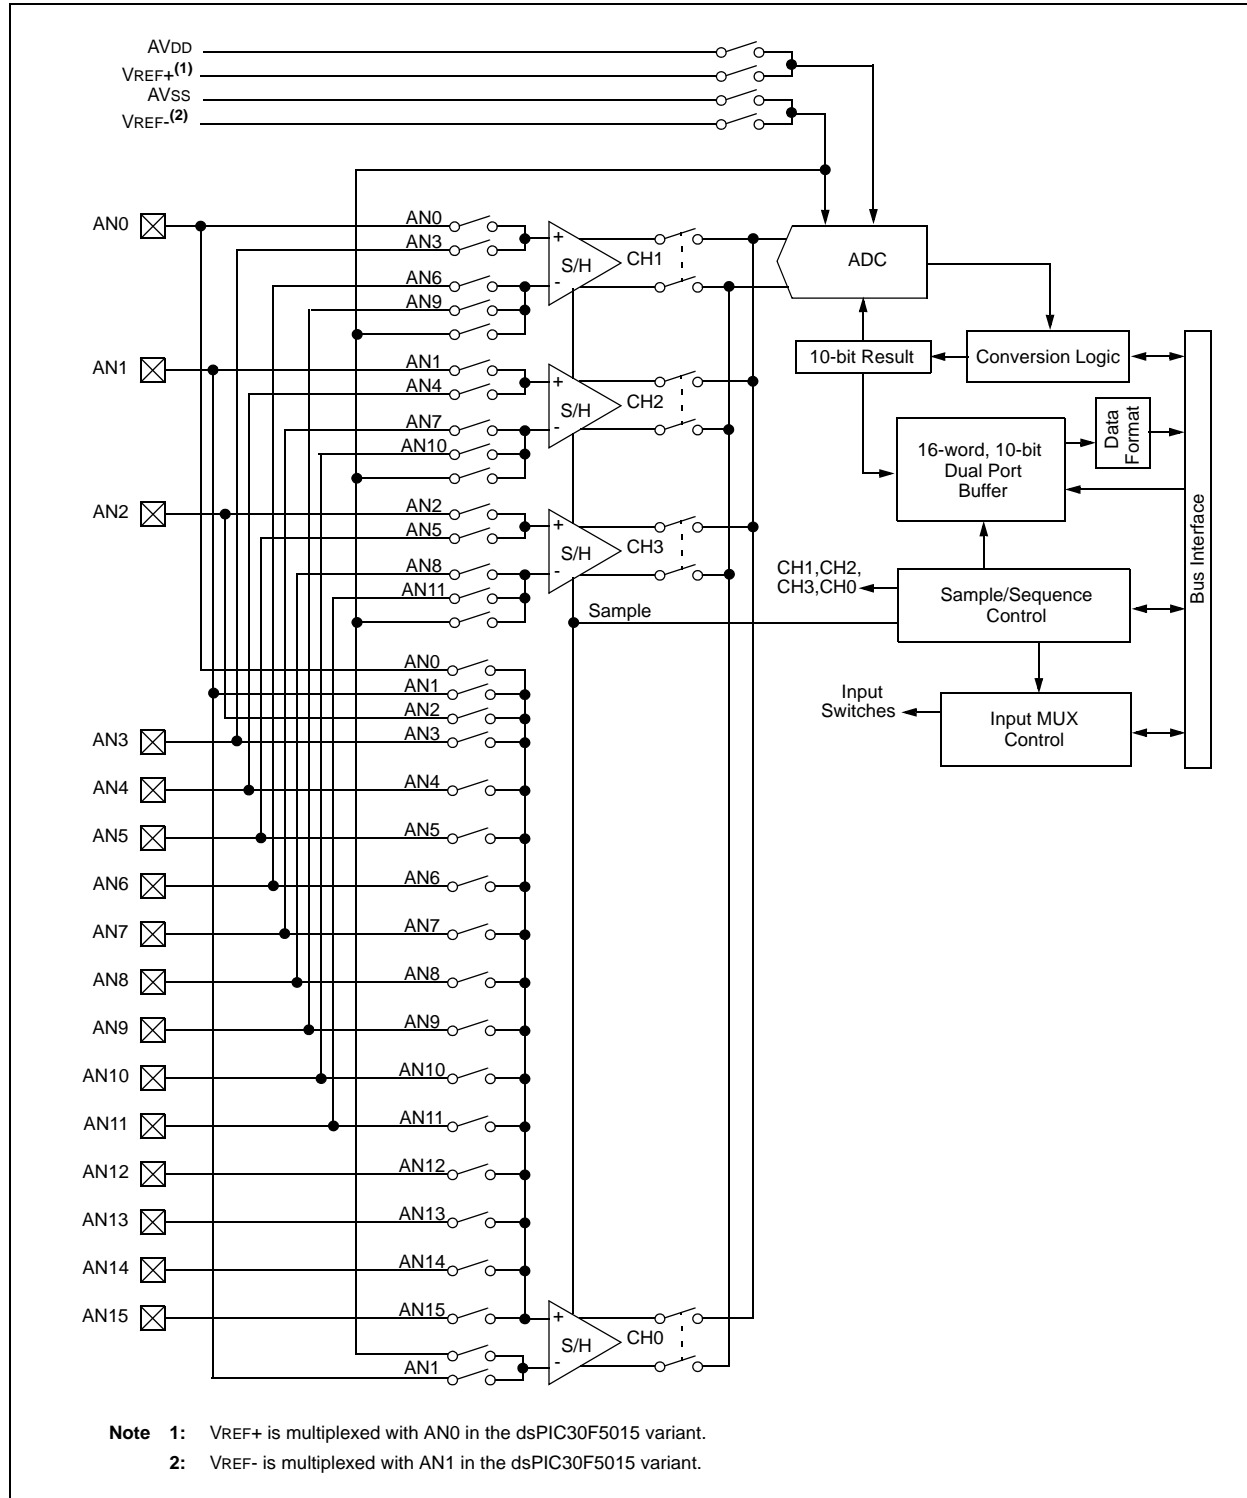 AVDD
VREF+(1)
AVSS
VREF-(2)
AN0
AN0
AN3
AN6
AN9
+
-
S/H
CH1
ADC
10-bit Result
Conversion Logic
AN1
AN1
AN4
AN7
AN10
+
-
S/H
CH2
16-word, 10-bit
Dual Port
Buffer
Data
Format
Bus Interface
AN2
AN2
AN5
AN8
AN11
+
-
S/H
CH3
CH1,CH2,
CH3,CH0
Sample/Sequence
Control
Sample
Input
Switches
Input MUX
Control
AN0
AN1
AN2
AN3
AN3
AN4
AN4
AN5
AN5
AN6
AN6
AN7
AN7
AN8
AN8
AN9
AN9
AN10
AN10
AN11
AN11
AN12
AN12
AN13
AN13
AN14
AN14
AN15
AN15
AN1
+
-
S/H
CH0
Note 1: VREF+ is multiplexed with AN0 in the dsPIC30F5015 variant.
2: VREF- is multiplexed with AN1 in the dsPIC30F5015 variant.